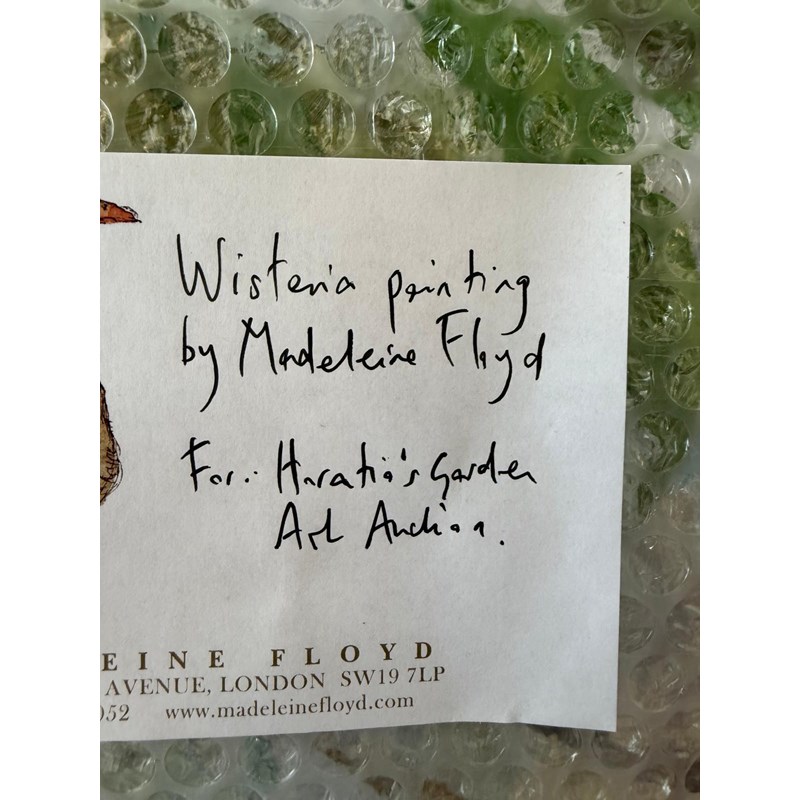 Wisteria painting
by Madeleine Floyd
For:. Horatio's Garden
Art Auction.
EINE FLOYD
AVENUE, LONDON SW19 7LP
052 www.madeleinefloyd.com